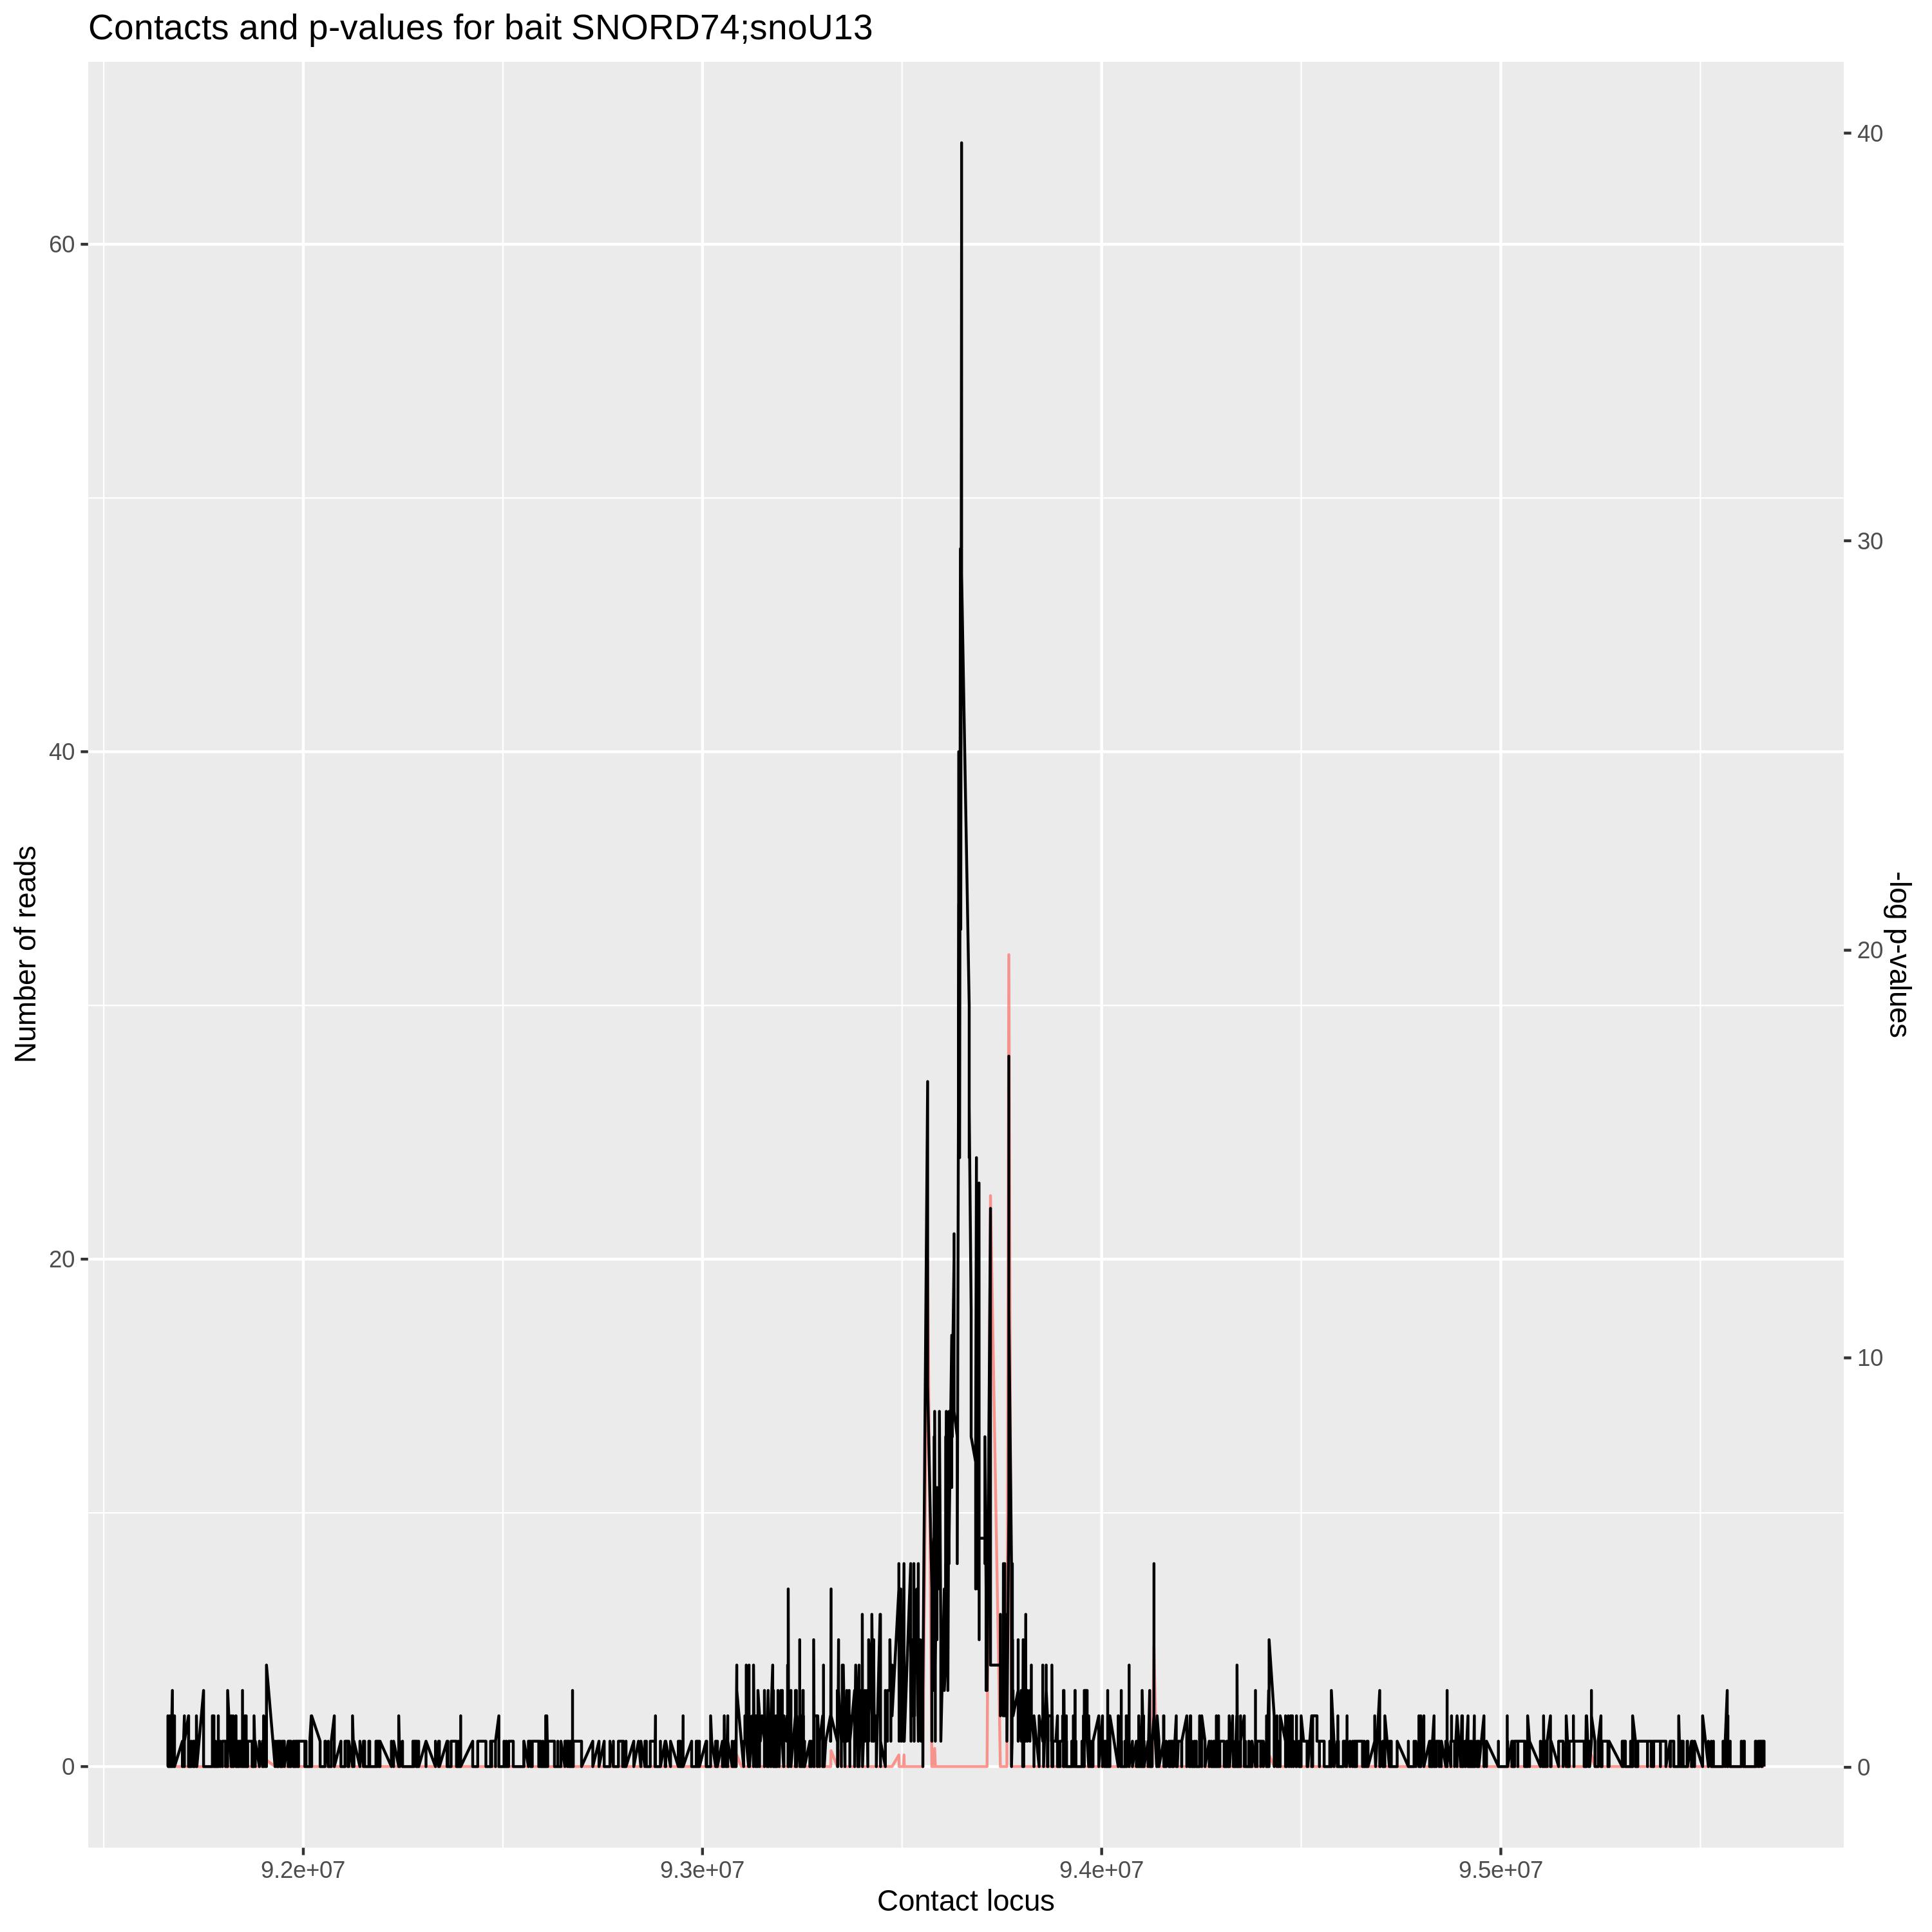 Contacts and p-values for bait SNORD74;snoU13
Number of reads
60
40
20
0
40
30
20
10
0
-log p-values
9.2e+07
9.3e+07
9.4e+07
9.5e+07
Contact locus